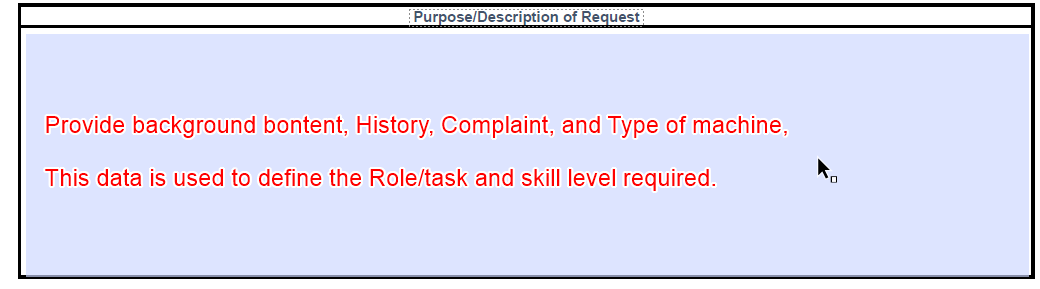 Purpose/Description of Request
Provide background bontent, History, Complaint, and Type of machine,
This data is used to define the Role/task and skill level required.